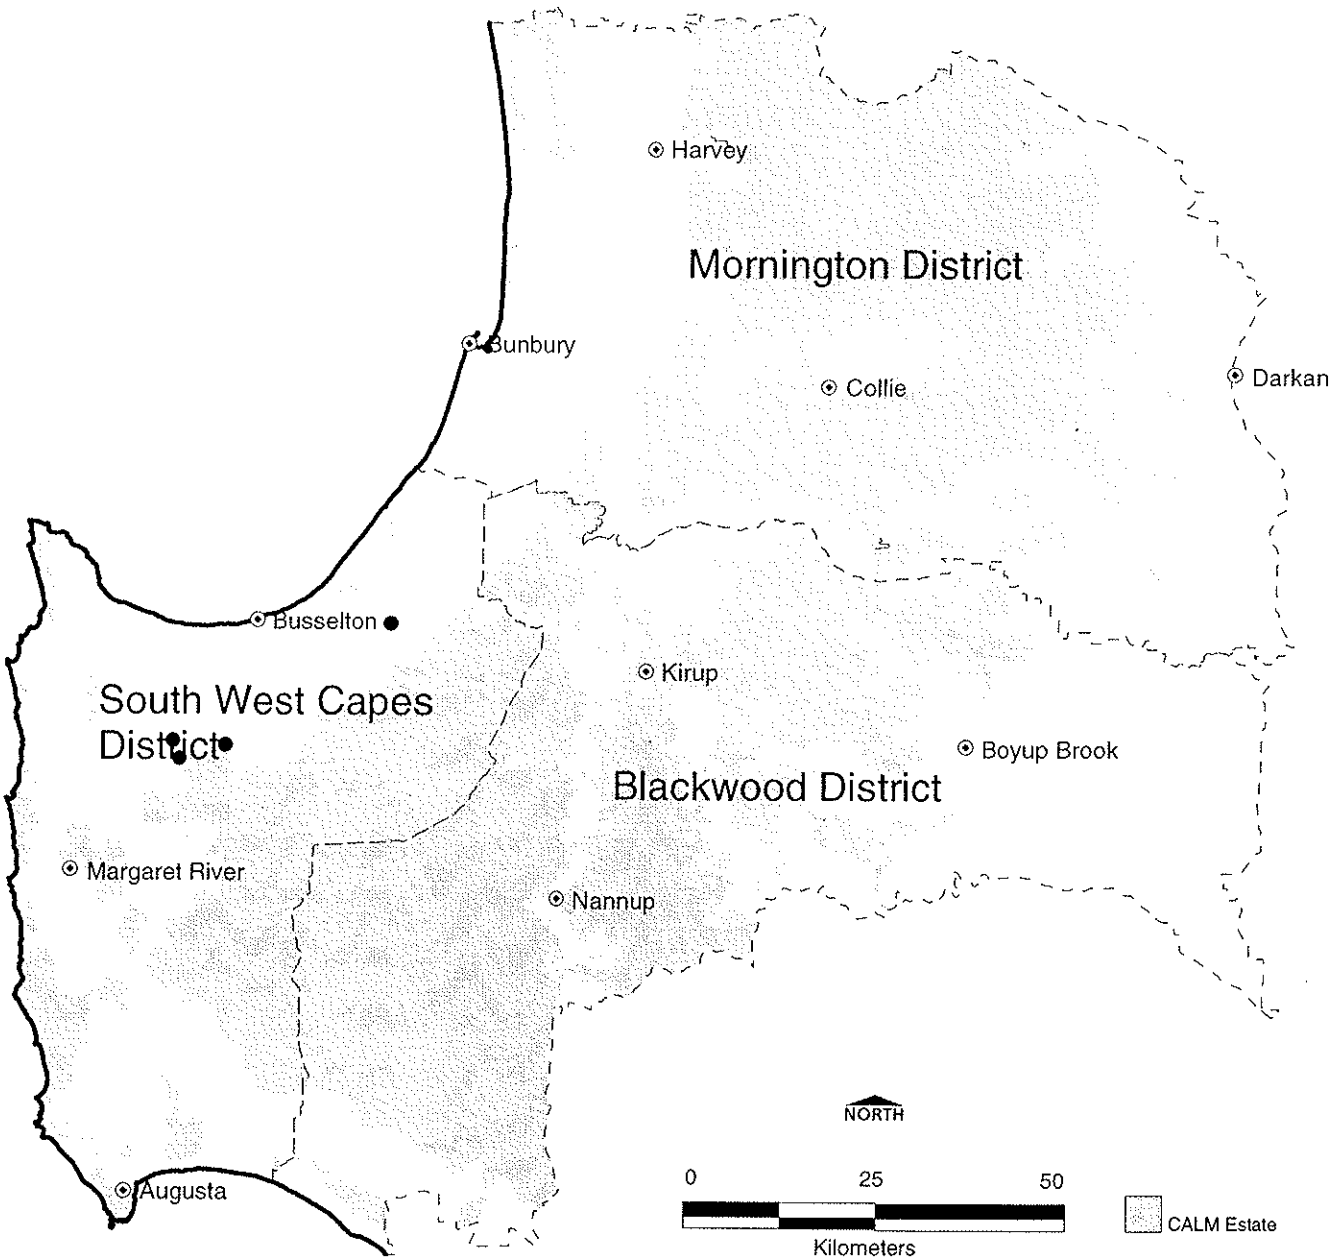 Harvey
Mornington District
Bunbury
Collie
Darkan
Busselton
Kirup
South West Capes
District
Boyup Brook
Blackwood District
Margaret River
Nannup
NORTH
0 25 50
Augusta
CALM Estate
Kilometers